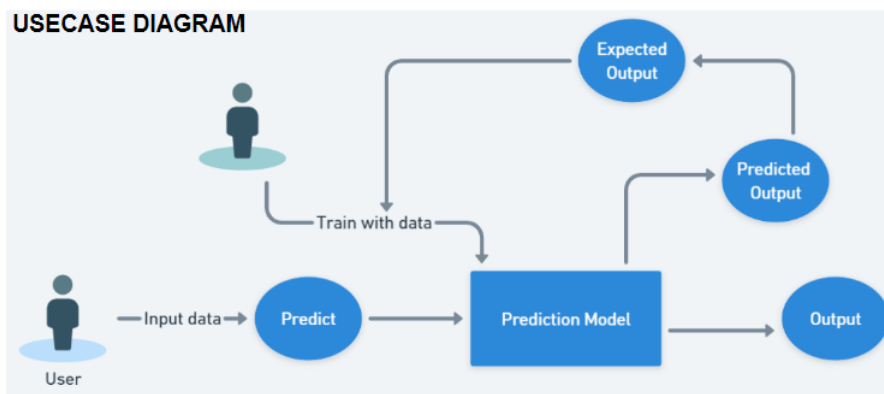 USECASE DIAGRAM
Expected
Output
Predicted
Output
Train with data
Input data
Predict
Prediction Model
Output
User